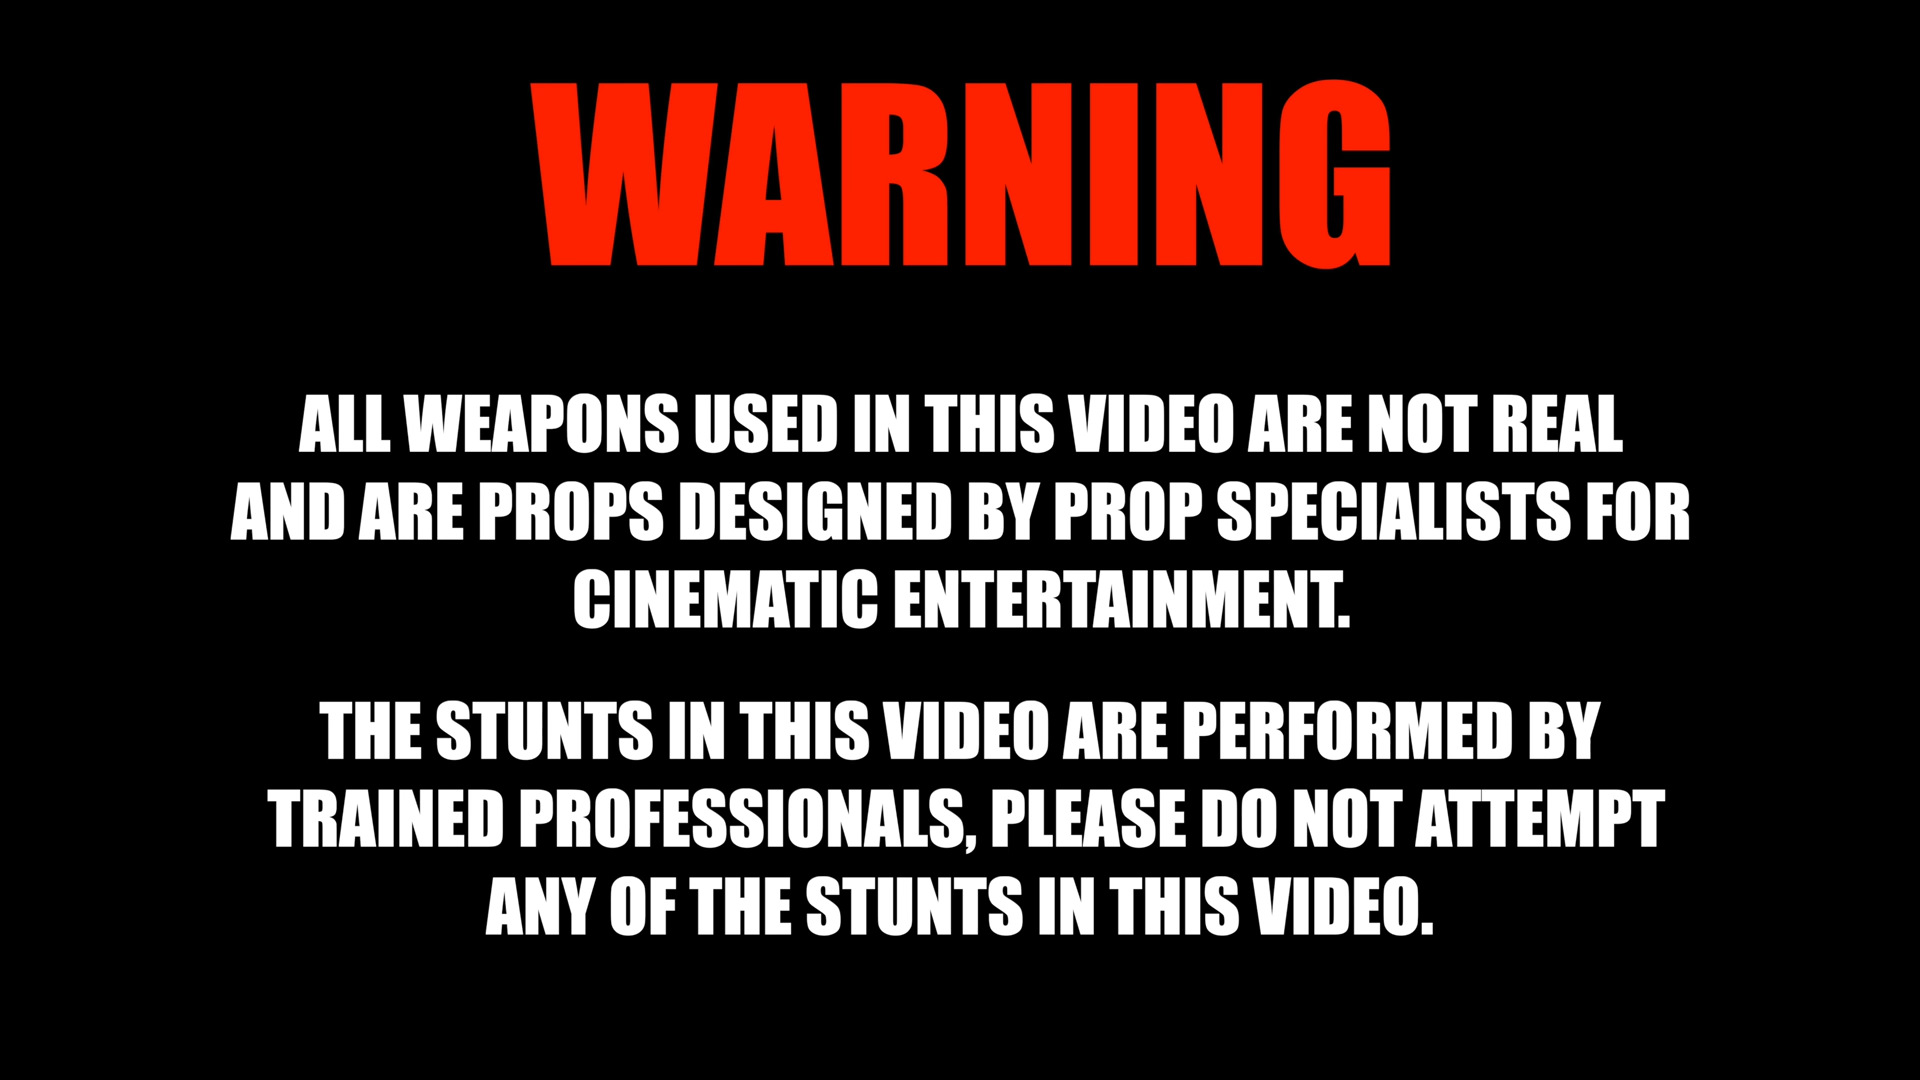 WARNING
ALL WEAPONS USED IN THIS VIDEO ARE NOT REAL
AND ARE PROPS DESIGNED BY PROP SPECIALISTS FOR
CINEMATIC ENTERTAINMENT.
THE STUNTS IN THIS VIDEO ARE PERFORMED BY
TRAINED PROFESSIONALS, PLEASE DO NOT ATTEMPT
ANY OF THE STUNTS IN THIS VIDEO.